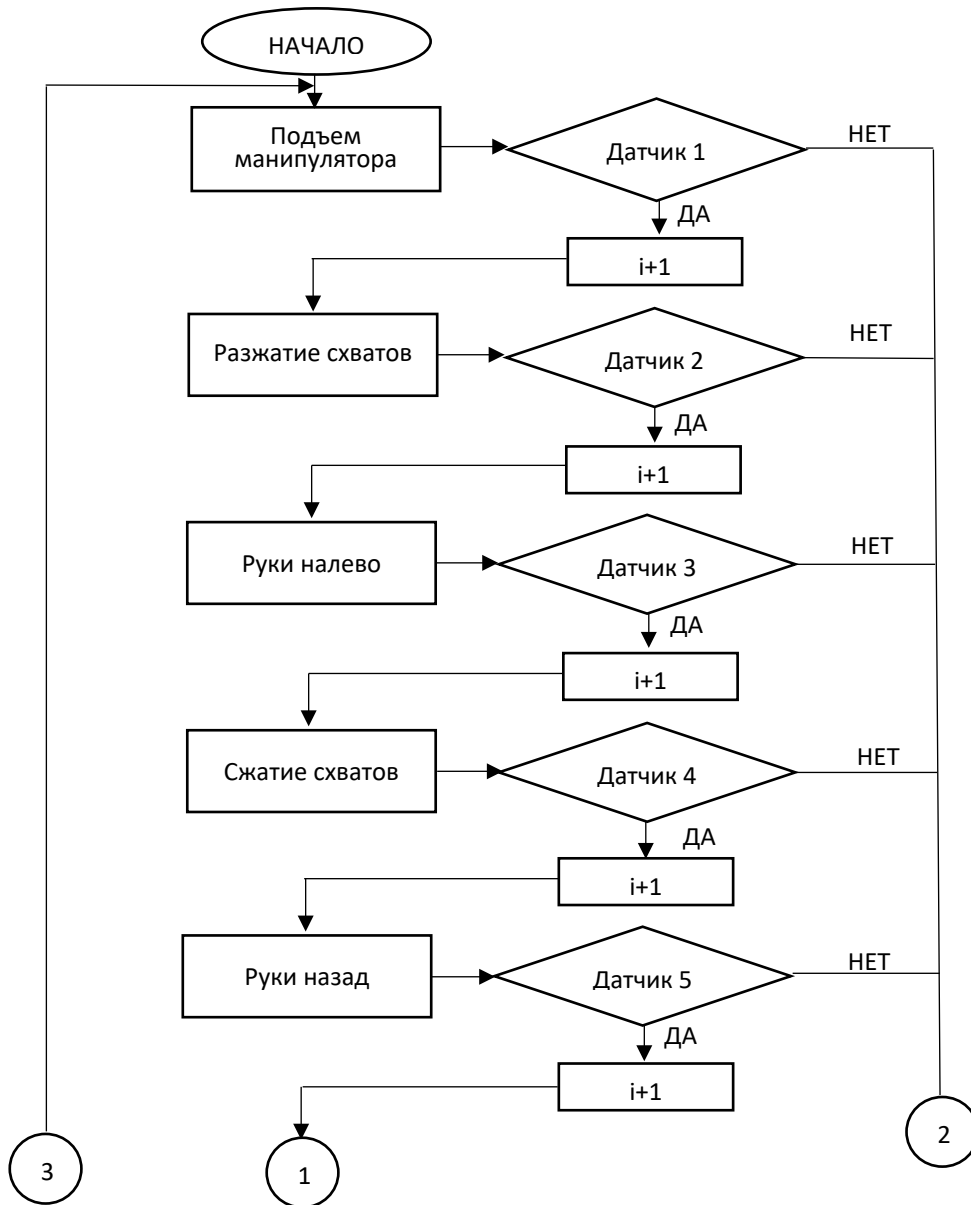 НАЧАЛО
Подъем
манипулятора
Датчик 1
НЕТ
ДА
i+1
Разжатие схватов
Датчик 2
НЕТ
ДА
i+1
Руки налево
Датчик 3
НЕТ
ДА
i+1
Сжатие схватов
Датчик 4
НЕТ
ДА
i+1
Руки назад
Датчик 5
НЕТ
ДА
i+1
3
1
2